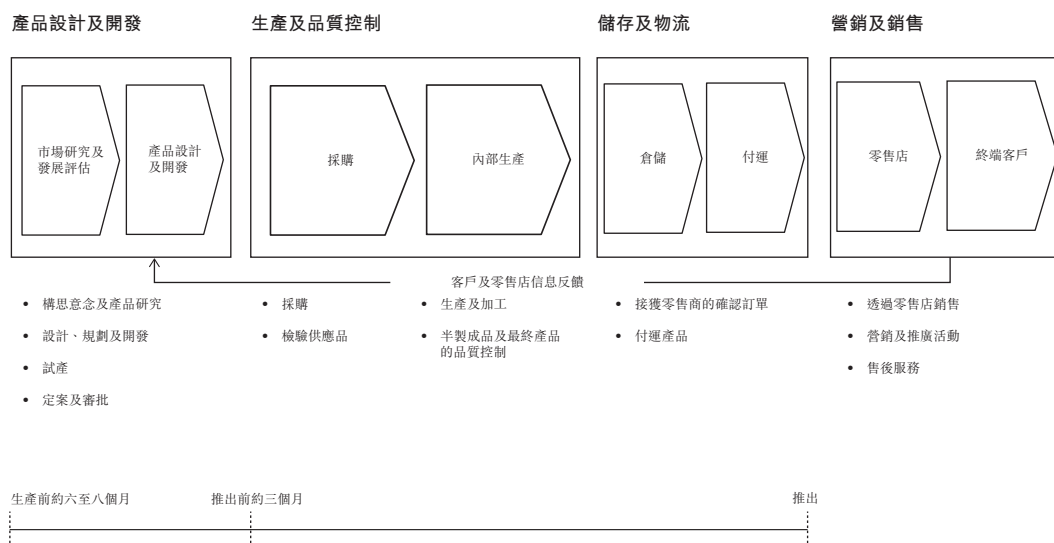 產品設計及開發
生產及品質控制
儲存及物流
營銷及銷售
市場研究及
發展評估
產品設計
及開發
採購
內部生產
倉儲
付運
零售店
終端客戶
客戶及零售店信息反饋
• 構思意念及產品研究
• 設計、規劃及開發
• 試產
• 定案及審批
• 採購
• 檢驗供應品
• 生產及加工
• 半製成品及最終產品
的品質控制
• 接獲零售商的確認訂單
• 付運產品
• 透過零售店銷售
• 營銷及推廣活動
• 售後服務
生產前約六至八個月
推出前約三個月
推出